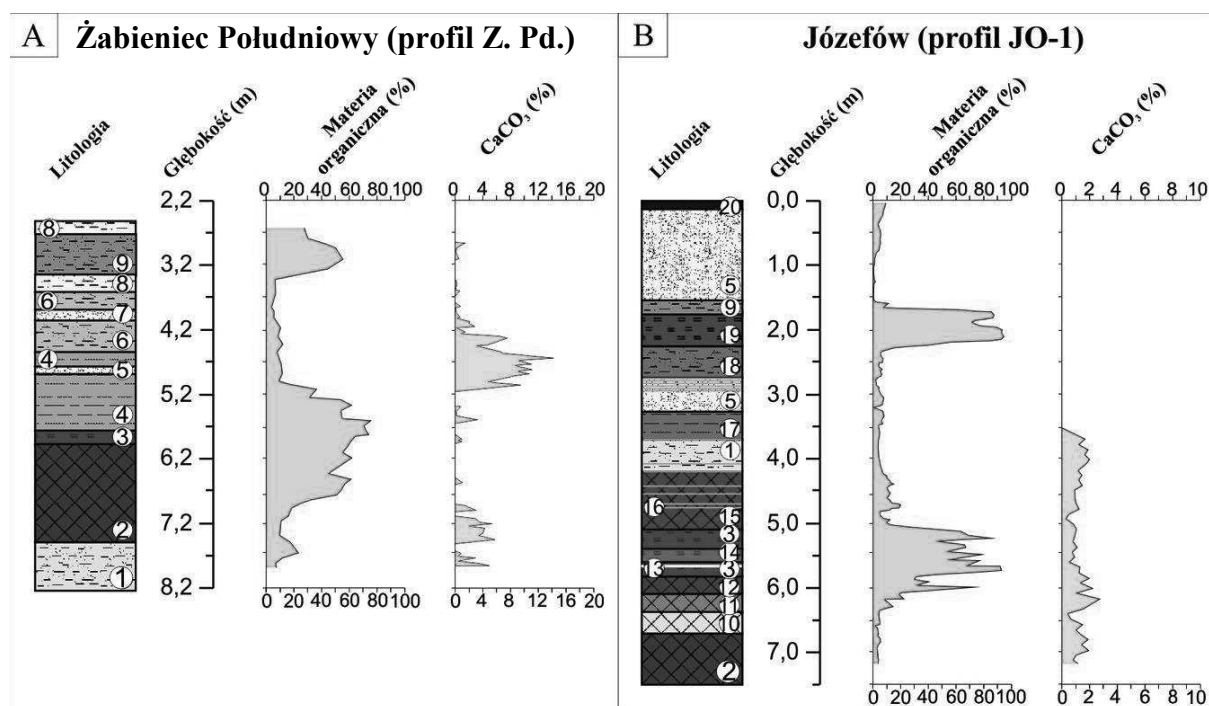 A
Żabieniec Południowy (profil Z. Pd.)
Litologia
Głębokość (m)
Materia
organiczna (%)
CaCO₃ (%)
0 20 40 60 80 100
0 4 8 12 16 20
2,2
3,2
4,2
5,2
6,2
7,2
8,2
8
9
8
6
7
6
4
5
4
3
2
1
0 20 40 60 80 100
0 4 8 12 16 20
B
Józefów (profil JO-1)
Litologia
Głębokość (m)
Materia
organiczna (%)
CaCO₃ (%)
0 20 40 60 80 100
0 2 4 6 8 10
0,0
1,0
2,0
3,0
4,0
5,0
6,0
7,0
20
5
9
19
18
5
17
1
16
15
3
14
13
3
12
11
10
2
0 20 40 60 80 100
0 2 4 6 8 10